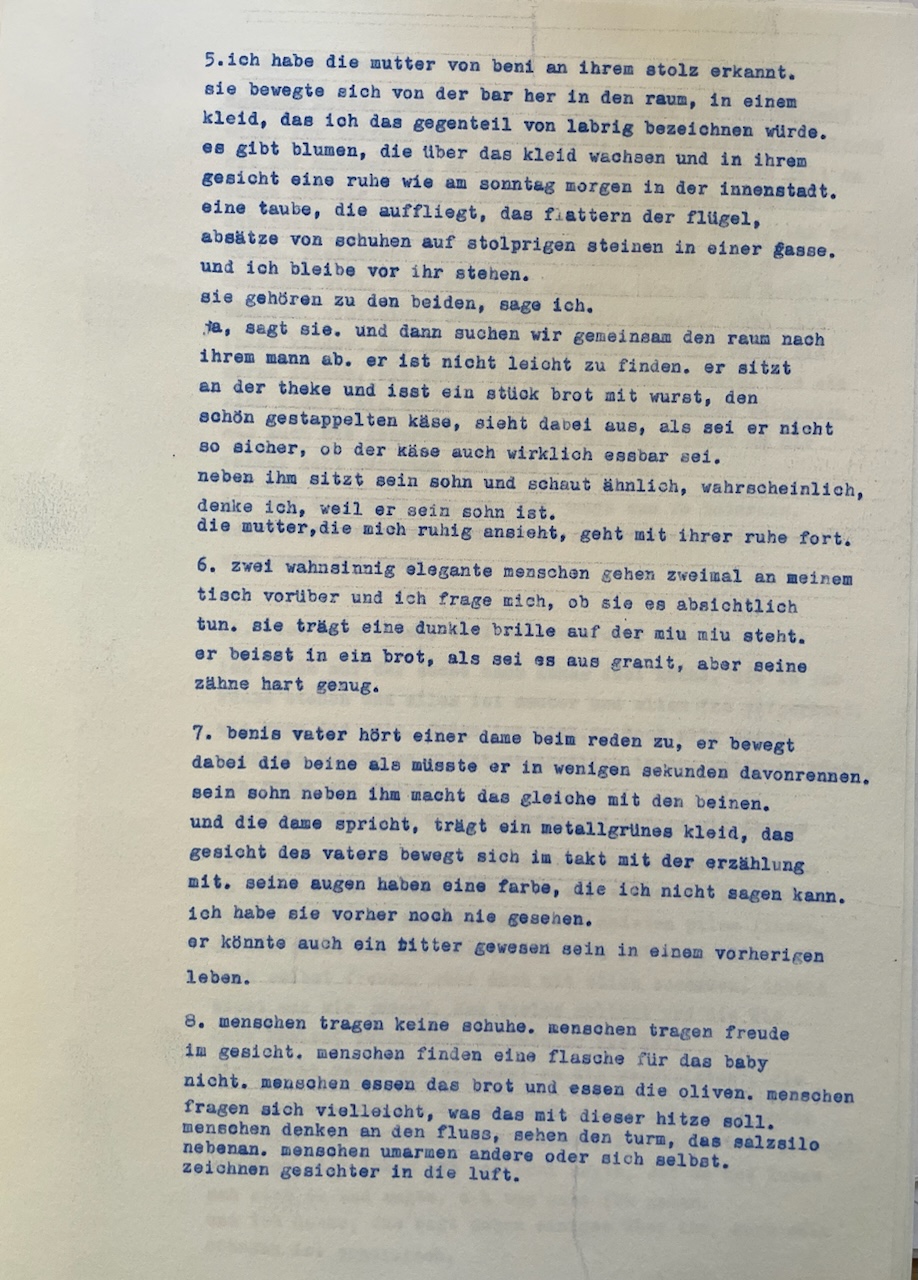 5.ich habe die mutter von beni an ihrem stolz erkannt.
sie bewegte sich von der bar her in den raum, in einem
kleid, das ich das gegenteil von labrig bezeichnen würde.
es gibt blumen, die über das kleid wachsen und in ihrem
gesicht eine ruhe wie am sonntag morgen in der innenstadt.
eine taube, die auffliegt, das flattern der flügel,
absätze von schuhen auf stolprigen steinen in einer gasse.
und ich bleibe vor ihr stehen.
sie gehören zu den beiden, sage ich.
ja, sagt sie. und dann suchen wir gemeinsam den raum nach
ihrem mann ab. er ist nicht leicht zu finden. er sitzt
an der theke und isst ein stück brot mit wurst, den
schön gestappelten käse, sieht dabei aus, als sei er nicht
so sicher, ob der käse auch wirklich essbar sei.
neben ihm sitzt sein sohn und schaut ähnlich, wahrscheinlich,
denke ich, weil er sein sohn ist.
die mutter,die mich ruhig ansieht, geht mit ihrer ruhe fort.
6. zwei wahnsinnig elegante menschen gehen zweimal an meinem
tisch vorüber und ich frage mich, ob sie es absichtlich
tun. sie trägt eine dunkle brille auf der miu miu steht.
er beisst in ein brot, als sei es aus granit, aber seine
zähne hart genug.
7. benis vater hört einer dame beim reden zu, er bewegt
dabei die beine als müsste er in wenigen sekunden davonrennen.
sein sohn neben ihm macht das gleiche mit den beinen.
und die dame spricht, trägt ein metallgrünes kleid, das
gesicht des vaters bewegt sich im takt mit der erzählung
mit. seine augen haben eine farbe, die ich nicht sagen kann.
ich habe sie vorher noch nie gesehen.
er könnte auch ein ritter gewesen sein in einem vorherigen
leben.
8. menschen tragen keine schuhe. menschen tragen freude
im gesicht. menschen finden eine flasche für das baby
nicht. menschen essen das brot und essen die oliven. menschen
fragen sich vielleicht, was das mit dieser hitze soll.
menschen denken an den fluss, sehen den turm, das salzsilo
nebenan. menschen umarmen andere oder sich selbst.
zeichnen gesichter in die luft.